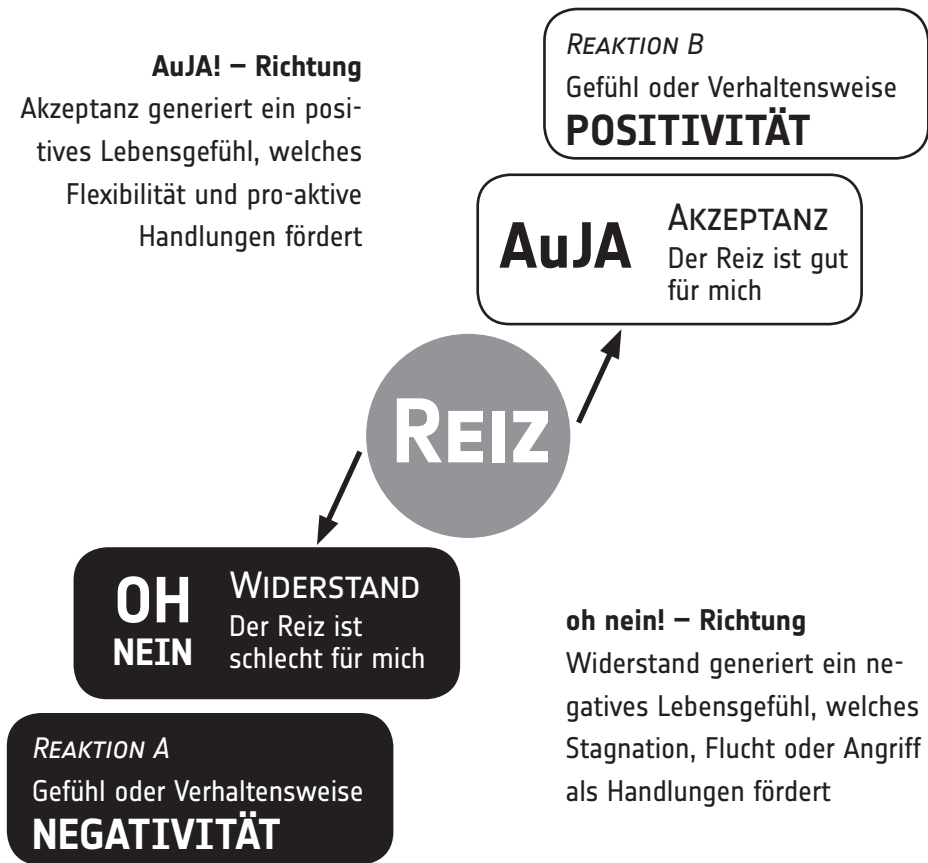 AuJA! – Richtung
Akzeptanz generiert ein posi-
tives Lebensgefühl, welches
Flexibilität und pro-aktive
Handlungen fördert
REAKTION B
Gefühl oder Verhaltensweise
POSITIVITÄT
AuJA
AKZEPTANZ
Der Reiz ist gut
für mich
REIZ
OH
NEIN
WIDERSTAND
Der Reiz ist
schlecht für mich
REAKTION A
Gefühl oder Verhaltensweise
NEGATIVITÄT
oh nein! – Richtung
Widerstand generiert ein ne-
gatives Lebensgefühl, welches
Stagnation, Flucht oder Angriff
als Handlungen fördert